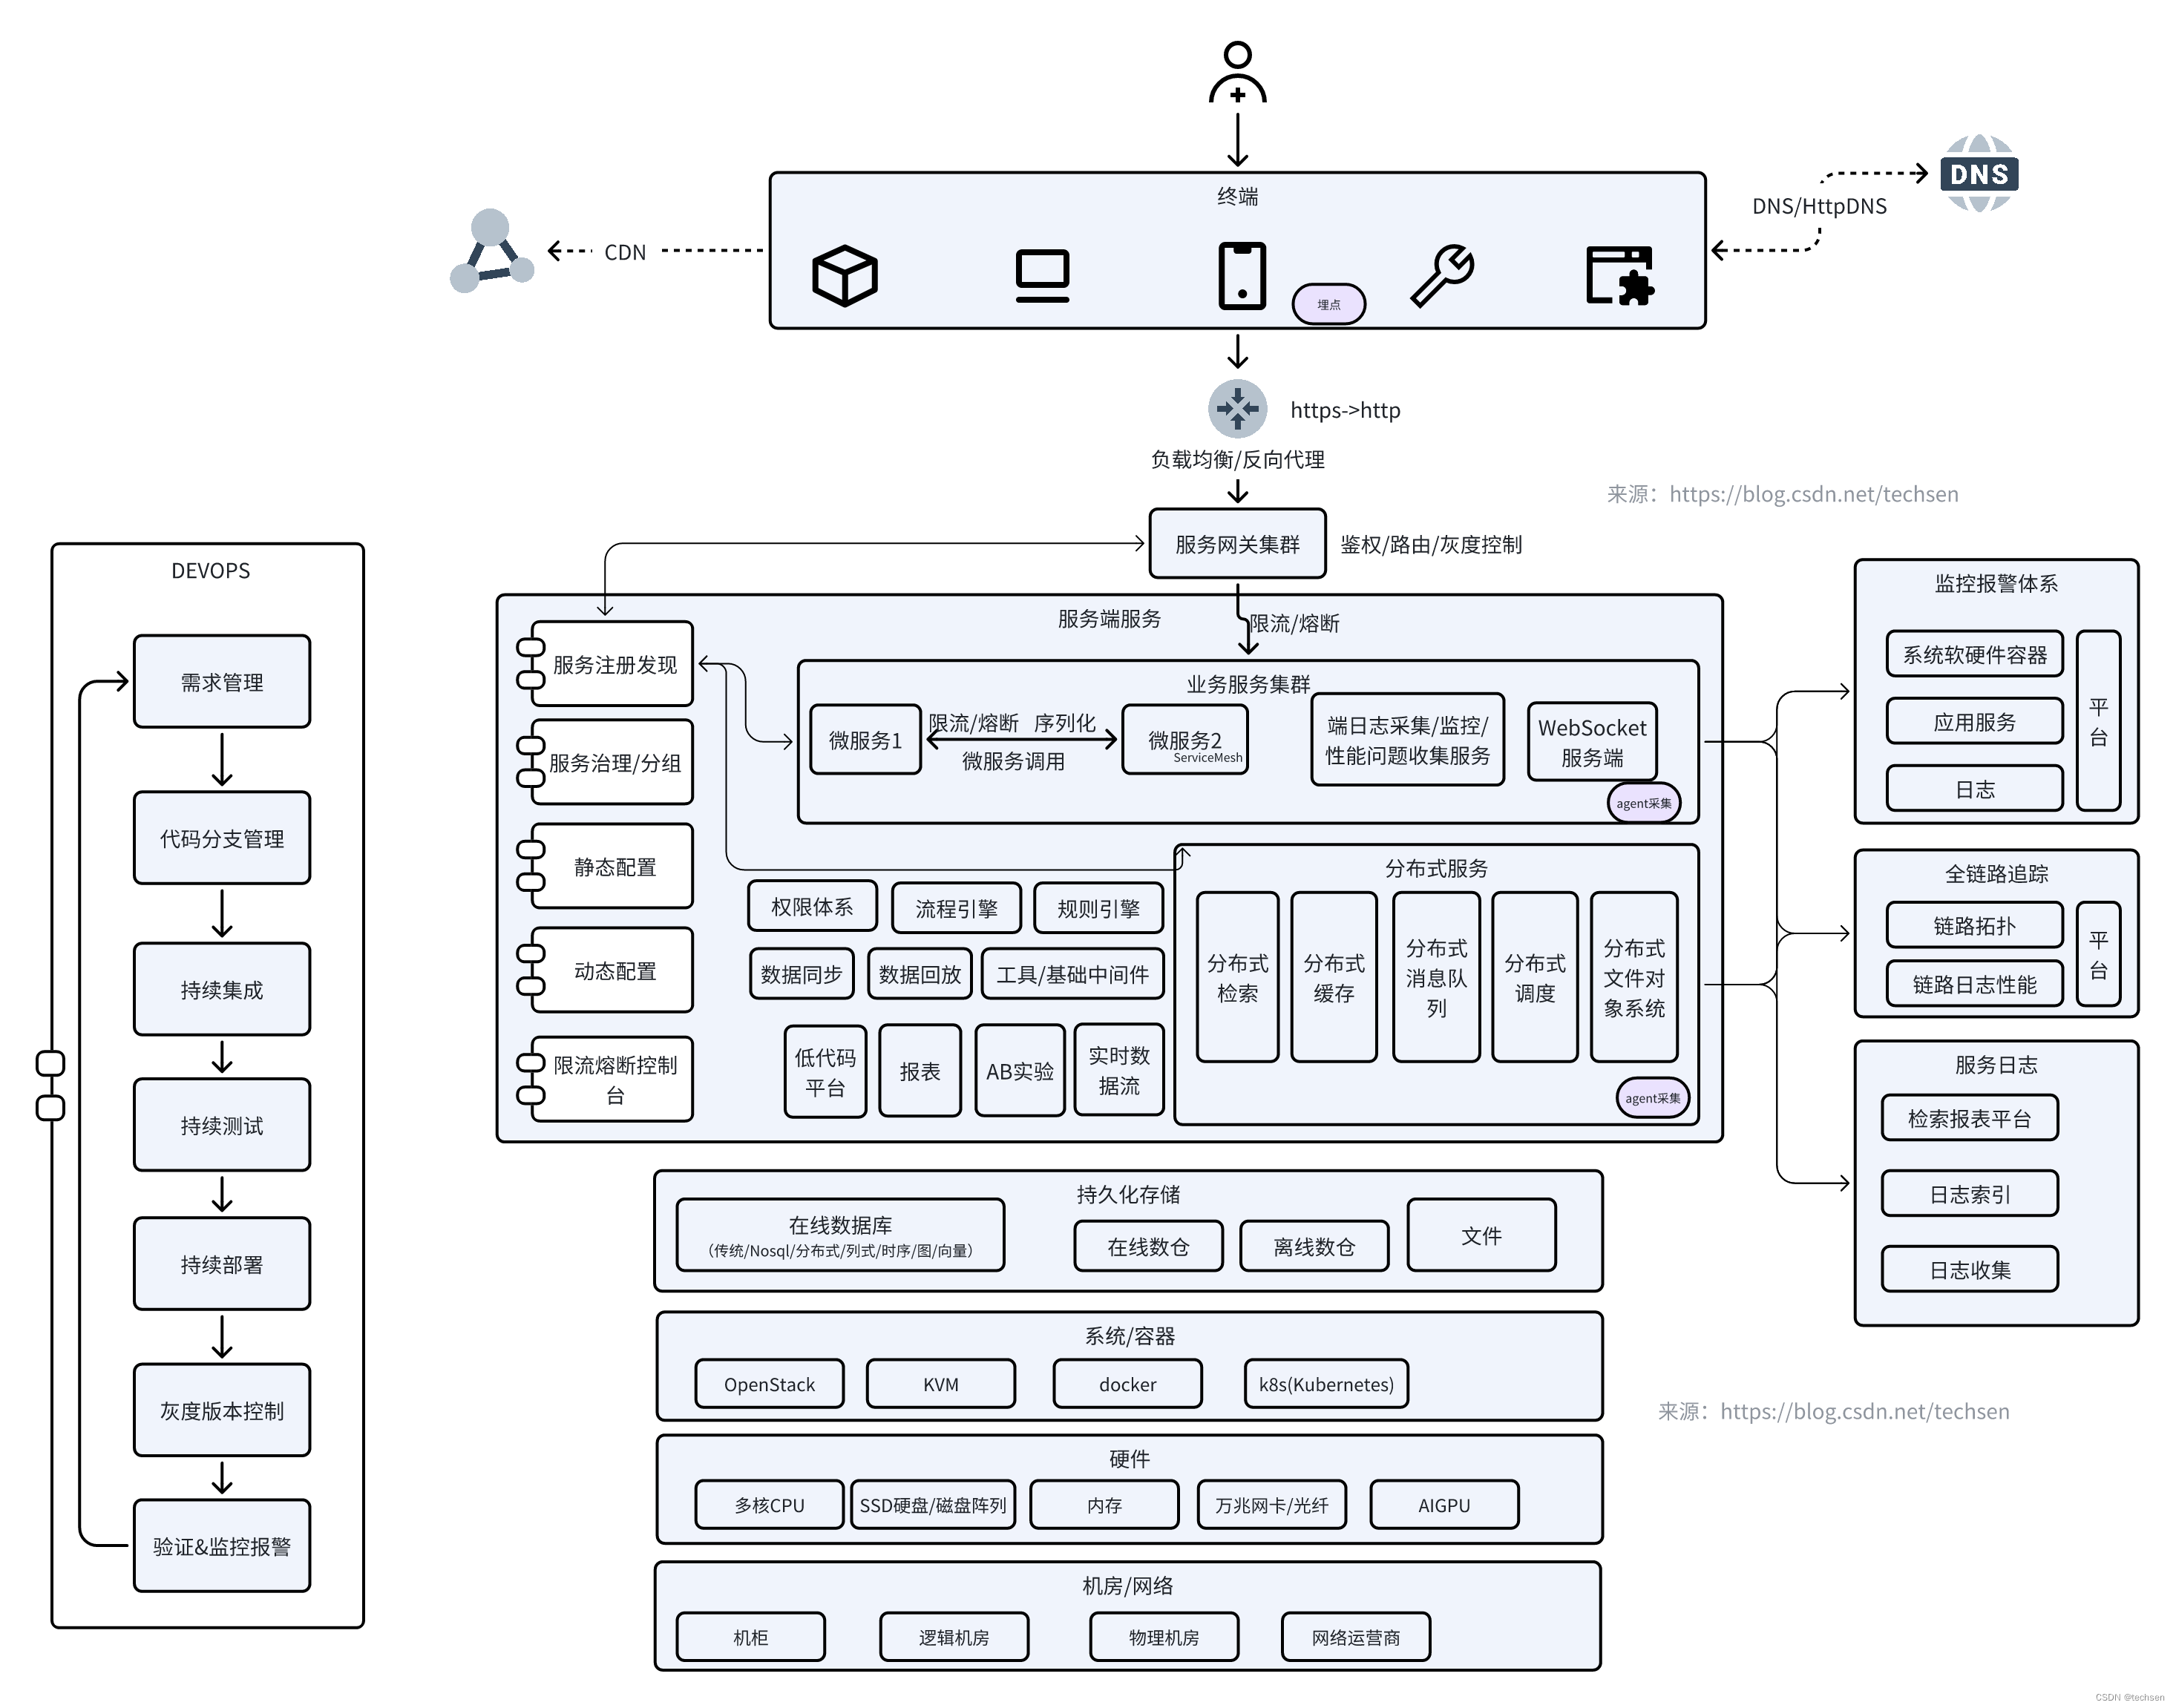 终端
DNS
DNS/HttpDNS
CDN
埋点
https->http
负载均衡/反向代理
来源：https://blog.csdn.net/techsen
服务网关集群
鉴权/路由/灰度控制
DEVOPS
需求管理
代码分支管理
持续集成
持续测试
持续部署
灰度版本控制
验证&监控报警
服务端服务
限流/熔断
服务注册发现
服务治理/分组
静态配置
动态配置
限流熔断控制
台
业务服务集群
微服务1
限流/熔断 序列化
微服务调用
微服务2
ServiceMesh
端日志采集/监控/
性能问题收集服务
WebSocket
服务端
agent采集
权限体系
流程引擎
规则引擎
数据同步
数据回放
工具/基础中间件
低代码
平台
报表
AB实验
实时数
据流
分布式服务
分布式
检索
分布式
缓存
分布式
消息队
列
分布式
调度
分布式
文件对
象系统
agent采集
监控报警体系
系统软硬件容器
应用服务
日志
平
台
全链路追踪
链路拓扑
链路日志性能
平
台
服务日志
检索报表平台
日志索引
日志收集
持久化存储
在线数据库
（传统/Nosql/分布式/列式/时序/图/向量）
在线数仓
离线数仓
文件
系统/容器
OpenStack
KVM
docker
k8s(Kubernetes)
来源：https://blog.csdn.net/techsen
硬件
多核CPU
SSD硬盘/磁盘阵列
内存
万兆网卡/光纤
AIGPU
机房/网络
机柜
逻辑机房
物理机房
网络运营商
CSDN @techsen